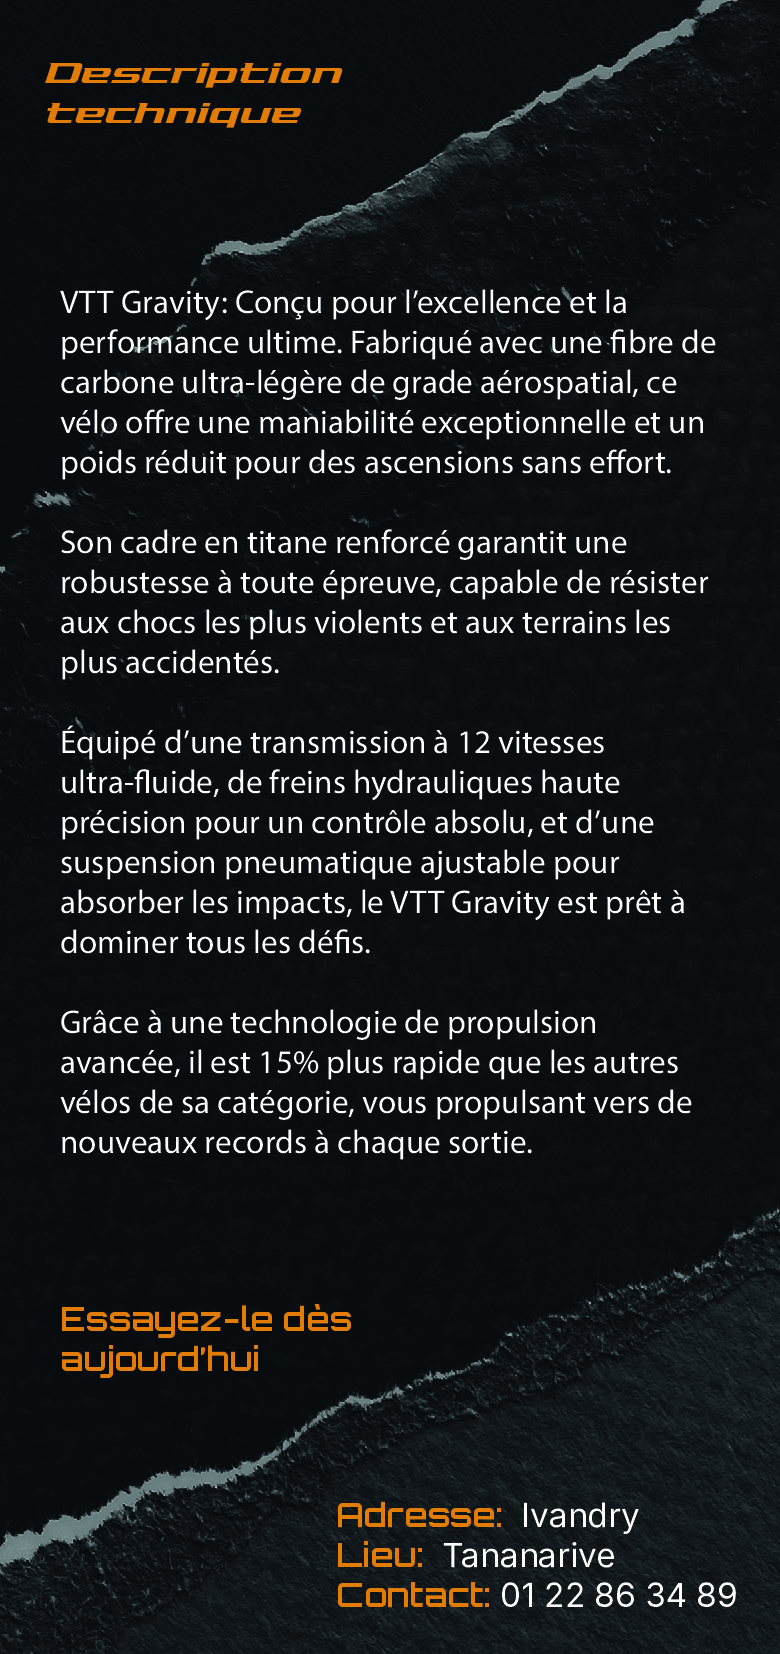 Description
technique
VTT Gravity: Conçu pour l’excellence et la
performance ultime. Fabriqué avec une fibre de
carbone ultra-légère de grade aérospatial, ce
vélo offre une maniabilité exceptionnelle et un
poids réduit pour des ascensions sans effort.
Son cadre en titane renforcé garantit une
robustesse à toute épreuve, capable de résister
aux chocs les plus violents et aux terrains les
plus accidentés.
Équipé d’une transmission à 12 vitesses
ultra-fluide, de freins hydrauliques haute
précision pour un contrôle absolu, et d’une
suspension pneumatique ajustable pour
absorber les impacts, le VTT Gravity est prêt à
dominer tous les défis.
Grâce à une technologie de propulsion
avancée, il est 15% plus rapide que les autres
vélos de sa catégorie, vous propulsant vers de
nouveaux records à chaque sortie.
Essayez-le dès
aujourd’hui
Adresse: Ivandry
Lieu: Tananarive
Contact: 01 22 86 34 89